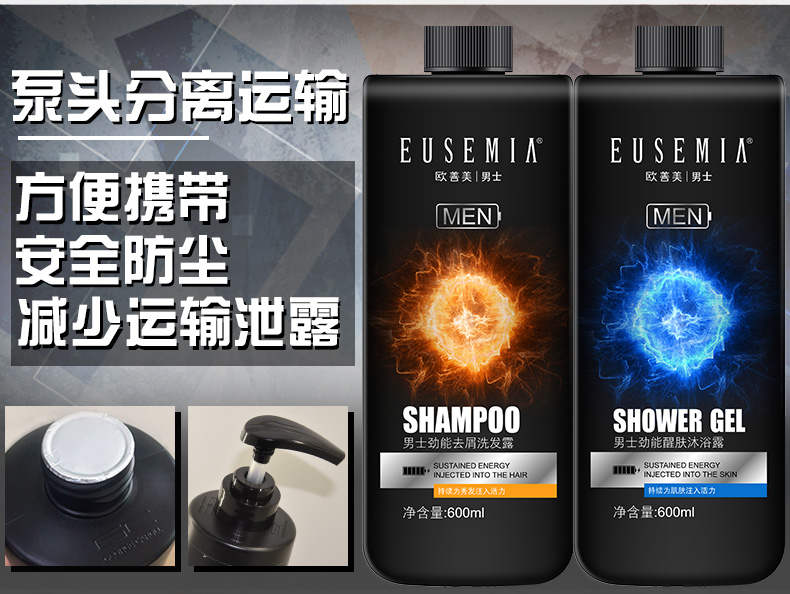 泵头分离运输
方便携带
安全防尘
减少运输泄露
EUSEMIA®
欧善美|男士
MEN
SHAMPOO
男士劲能去屑洗发露
SUSTAINED ENERGY
INJECTED INTO THE HAIR
持续为秀发注入活力
净含量:600ml
EUSEMIA®
欧善美|男士
MEN
SHOWER GEL
男士劲能醒肤沐浴露
SUSTAINED ENERGY
INJECTED INTO THE SKIN
持续为肌肤注入活力
净含量:600ml